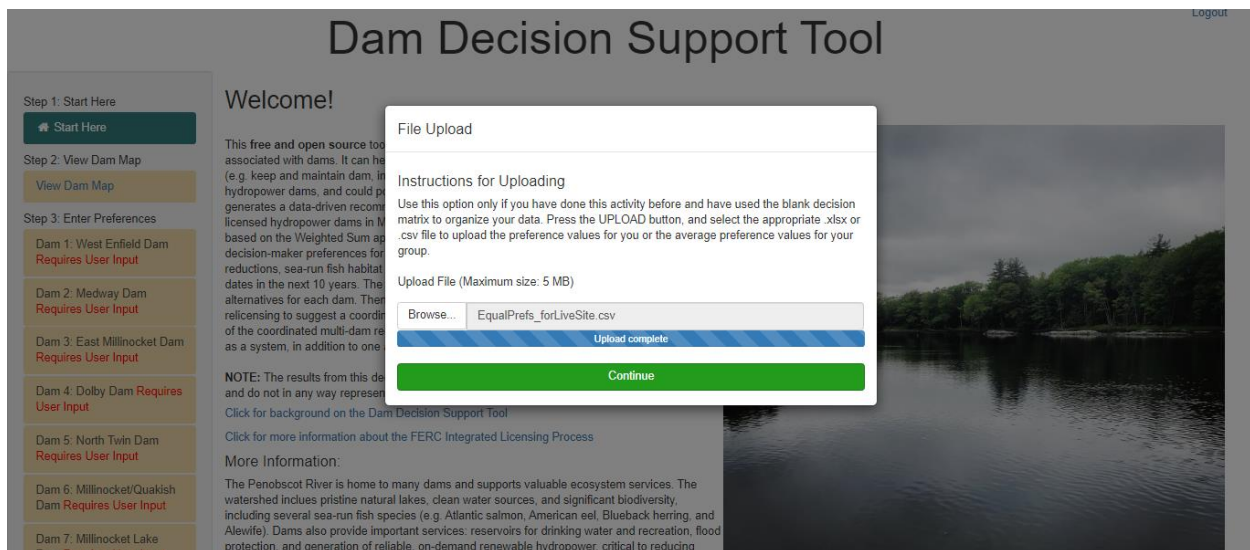 Logout
Dam Decision Support Tool
Step 1: Start Here
Start Here
Step 2: View Dam Map
View Dam Map
Step 3: Enter Preferences
Dam 1: West Enfield Dam
Requires User Input
Dam 2: Medway Dam
Requires User Input
Dam 3: East Millinocket Dam
Requires User Input
Dam 4: Dolby Dam Requires
User Input
Dam 5: North Twin Dam
Requires User Input
Dam 6: Millinocket/Quakish
Dam Requires User Input
Dam 7: Millinocket Lake
Welcome!
This free and open source
associated with dams. It can
(e.g. keep and maintain dam,
hydropower dams, and could
generates a data-driven
licensed hydropower dams in
based on the Weighted Sum
decision-maker preferences for
reductions, sea-run fish habitat
dates in the next 10 years. The
alternatives for each dam.
relicensing to suggest a
of the coordinated multi-dam
as a system, in addition to one
NOTE: The results from this
and do not in any way
Click for background on the Dam Decision Support Tool
Click for more information about the FERC Integrated Licensing Process
More Information:
The Penobscot River is home to many dams and supports valuable ecosystem services. The
watershed inclues pristine natural lakes, clean water sources, and significant biodiversity,
including several sea-run fish species (e.g. Atlantic salmon, American eel, Blueback herring, and
Alewife). Dams also provide important services: reservoirs for drinking water and recreation, flood
protection, and generation of reliable, on-demand renewable hydropower, critical to reducing
File Upload
Instructions for Uploading
Use this option only if you have done this activity before and have used the blank decision
matrix to organize your data. Press the UPLOAD button, and select the appropriate .xlsx or
.csv file to upload the preference values for you or the average preference values for your
group.
Upload File (Maximum size: 5 MB)
Browse... EqualPrefs_forLiveSite.csv
Upload complete
Continue